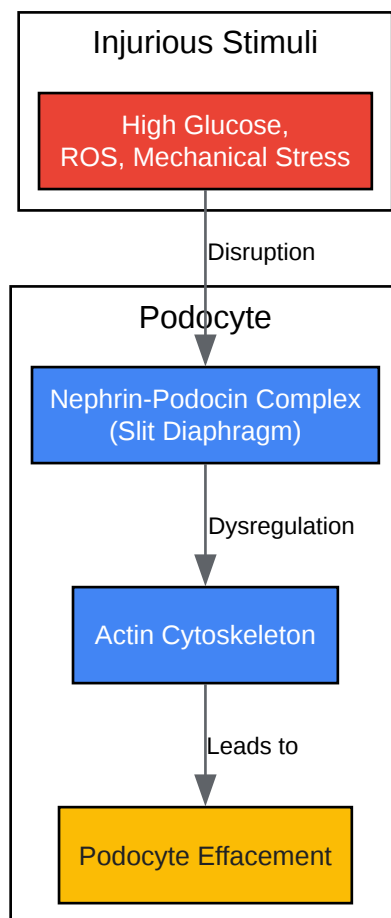 Injurious Stimuli
High Glucose,
ROS, Mechanical Stress
Disruption
Podocyte
Nephrin-Podocin Complex
(Slit Diaphragm)
Dysregulation
Actin Cytoskeleton
Leads to
Podocyte Effacement